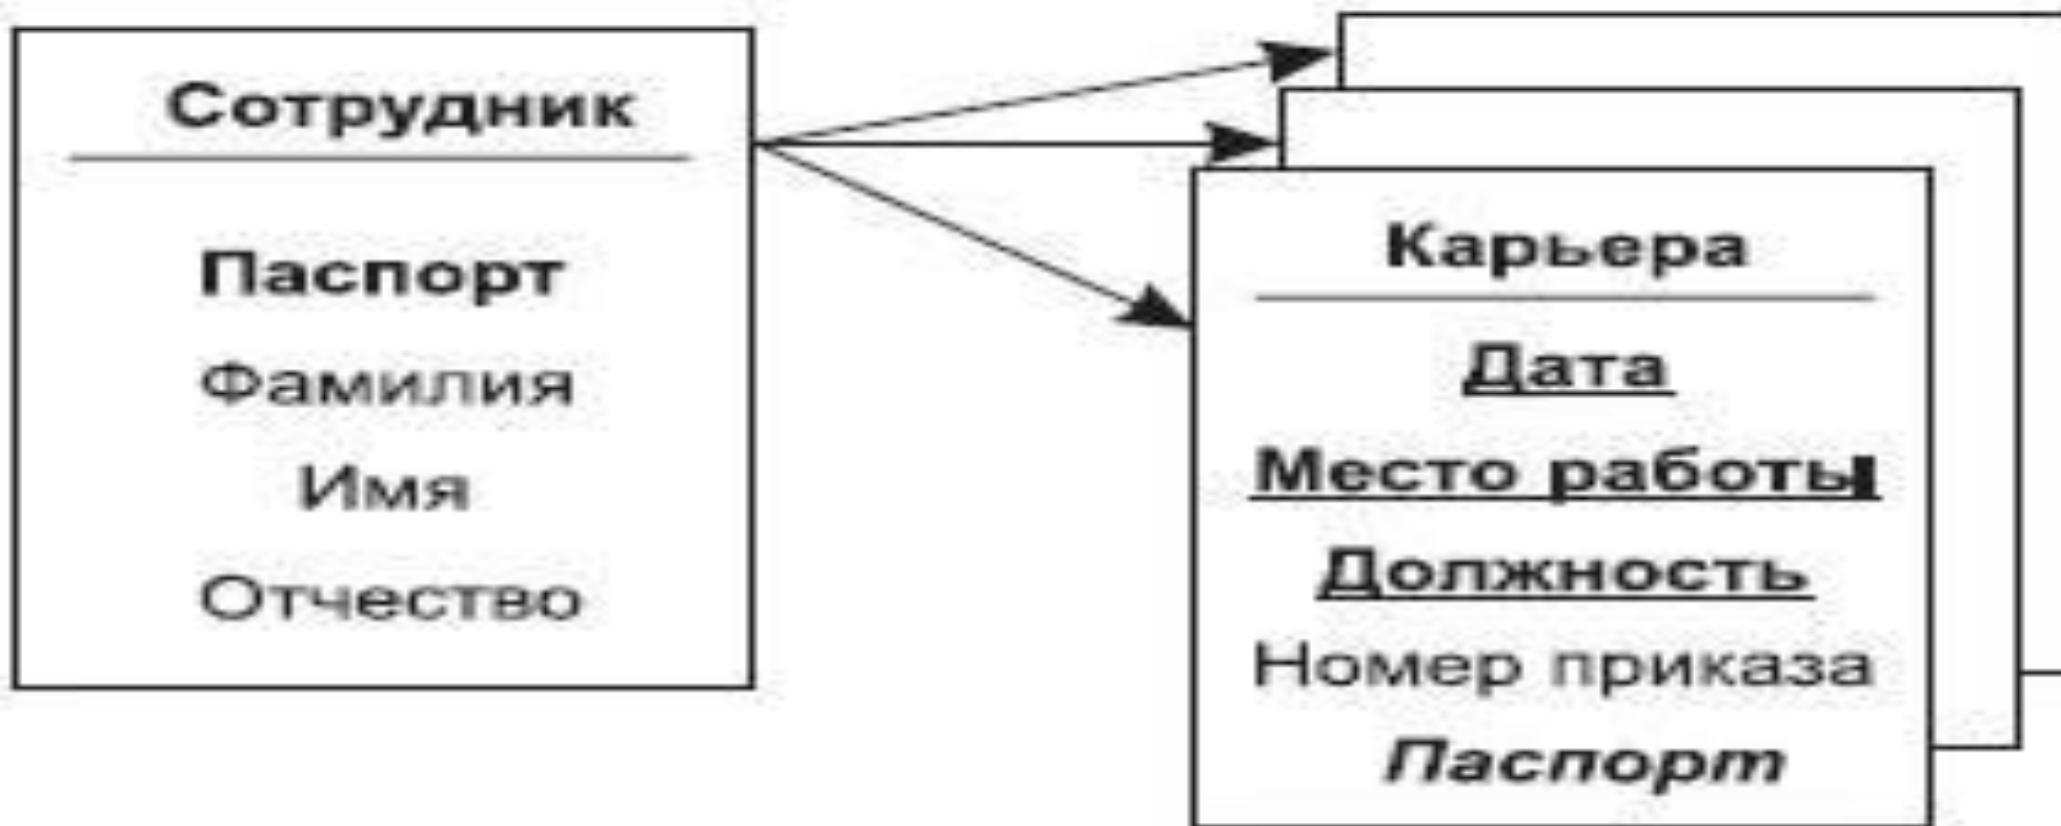 Сотрудник
Паспорт
Фамилия
Имя
Отчество
Карьера
Дата
Место работы
Должность
Номер приказа
Паспорт